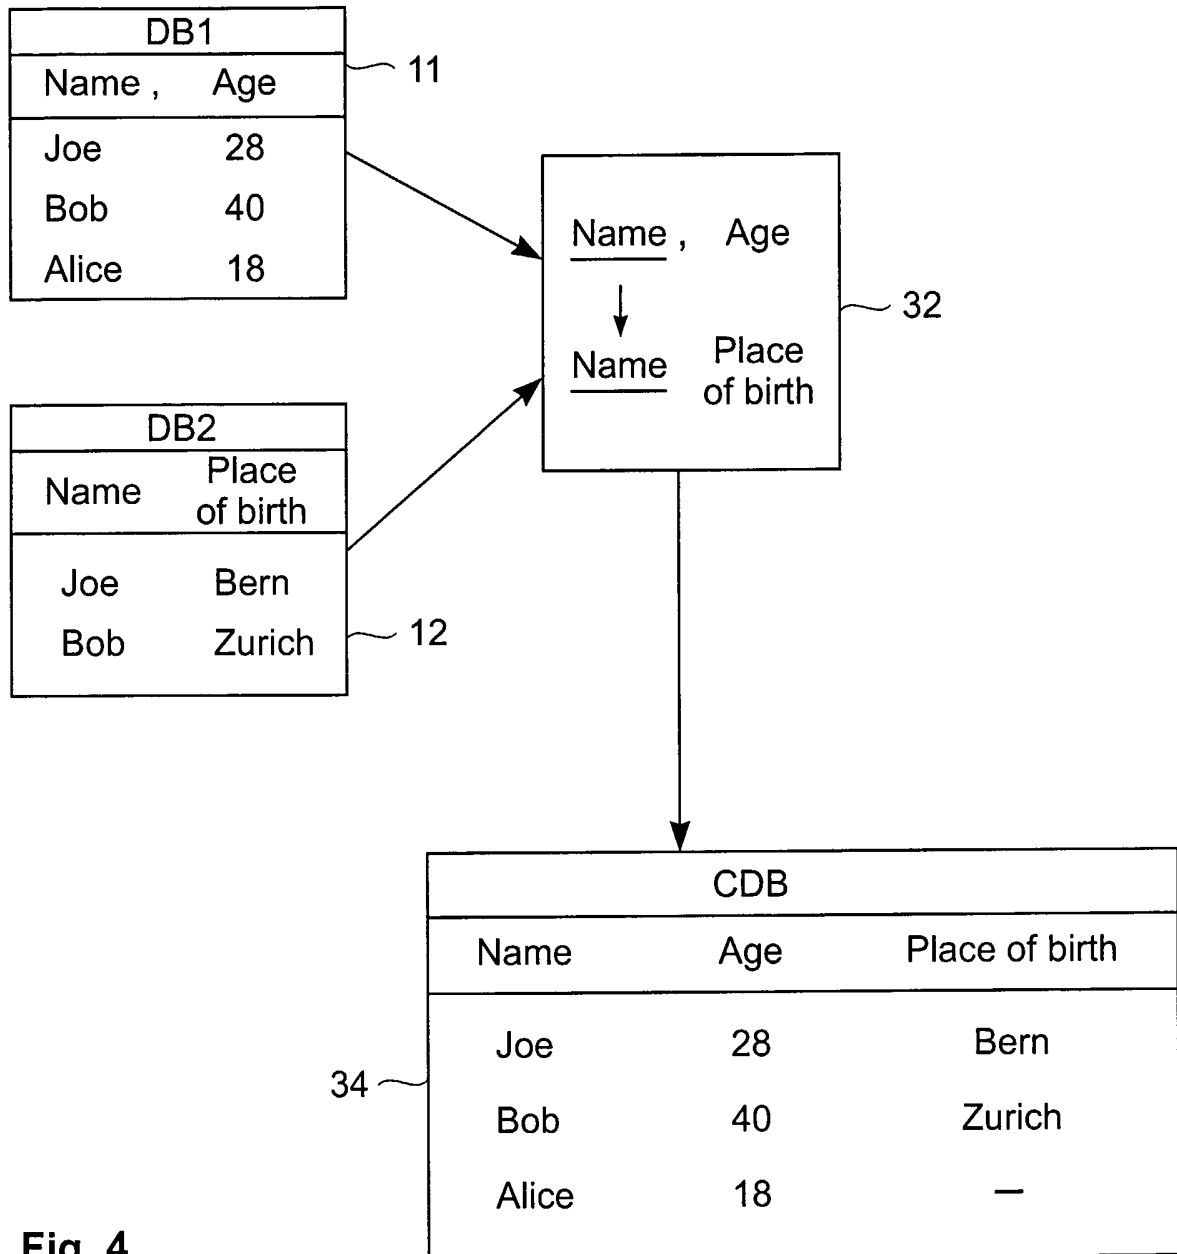 DB1
Name , Age
11
Joe 28
Bob 40
Alice 18
Name , Age
32
Name Place of birth
DB2
Name Place of birth
Joe Bern
Bob Zurich
12
CDB
Name Age Place of birth
Joe 28 Bern
34
Bob 40 Zurich
Alice 18 –
Fig. 4